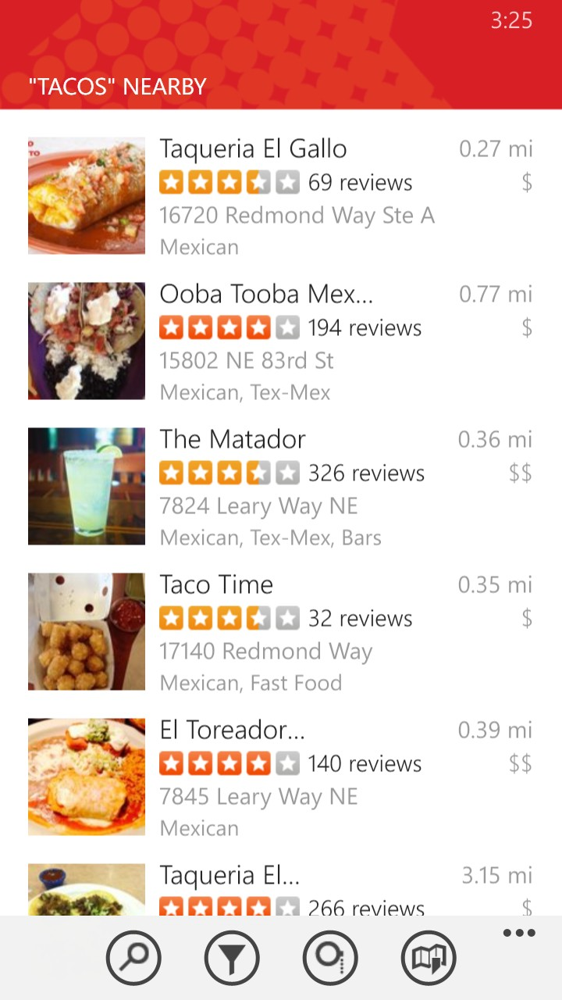 3:25
"TACOS" NEARBY
Taqueria El Gallo 0.27 mi
69 reviews $
16720 Redmond Way Ste A
Mexican
Ooba Tooba Mex... 0.77 mi
194 reviews $
15802 NE 83rd St
Mexican, Tex-Mex
The Matador 0.36 mi
326 reviews $$
7824 Leary Way NE
Mexican, Tex-Mex, Bars
Taco Time 0.35 mi
32 reviews $
17140 Redmond Way
Mexican, Fast Food
El Toreador... 0.39 mi
140 reviews $$
7845 Leary Way NE
Mexican
Taqueria El... 3.15 mi
266 reviews $